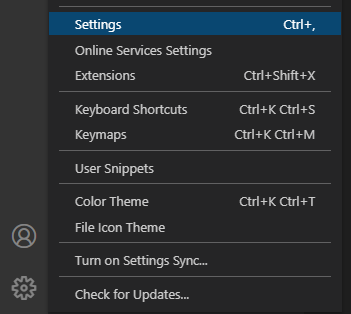 Settings Ctrl+,
Online Services Settings
Extensions Ctrl+Shift+X
Keyboard Shortcuts Ctrl+K Ctrl+S
Keymaps Ctrl+K Ctrl+M
User Snippets
Color Theme Ctrl+K Ctrl+T
File Icon Theme
Turn on Settings Sync...
Check for Updates...